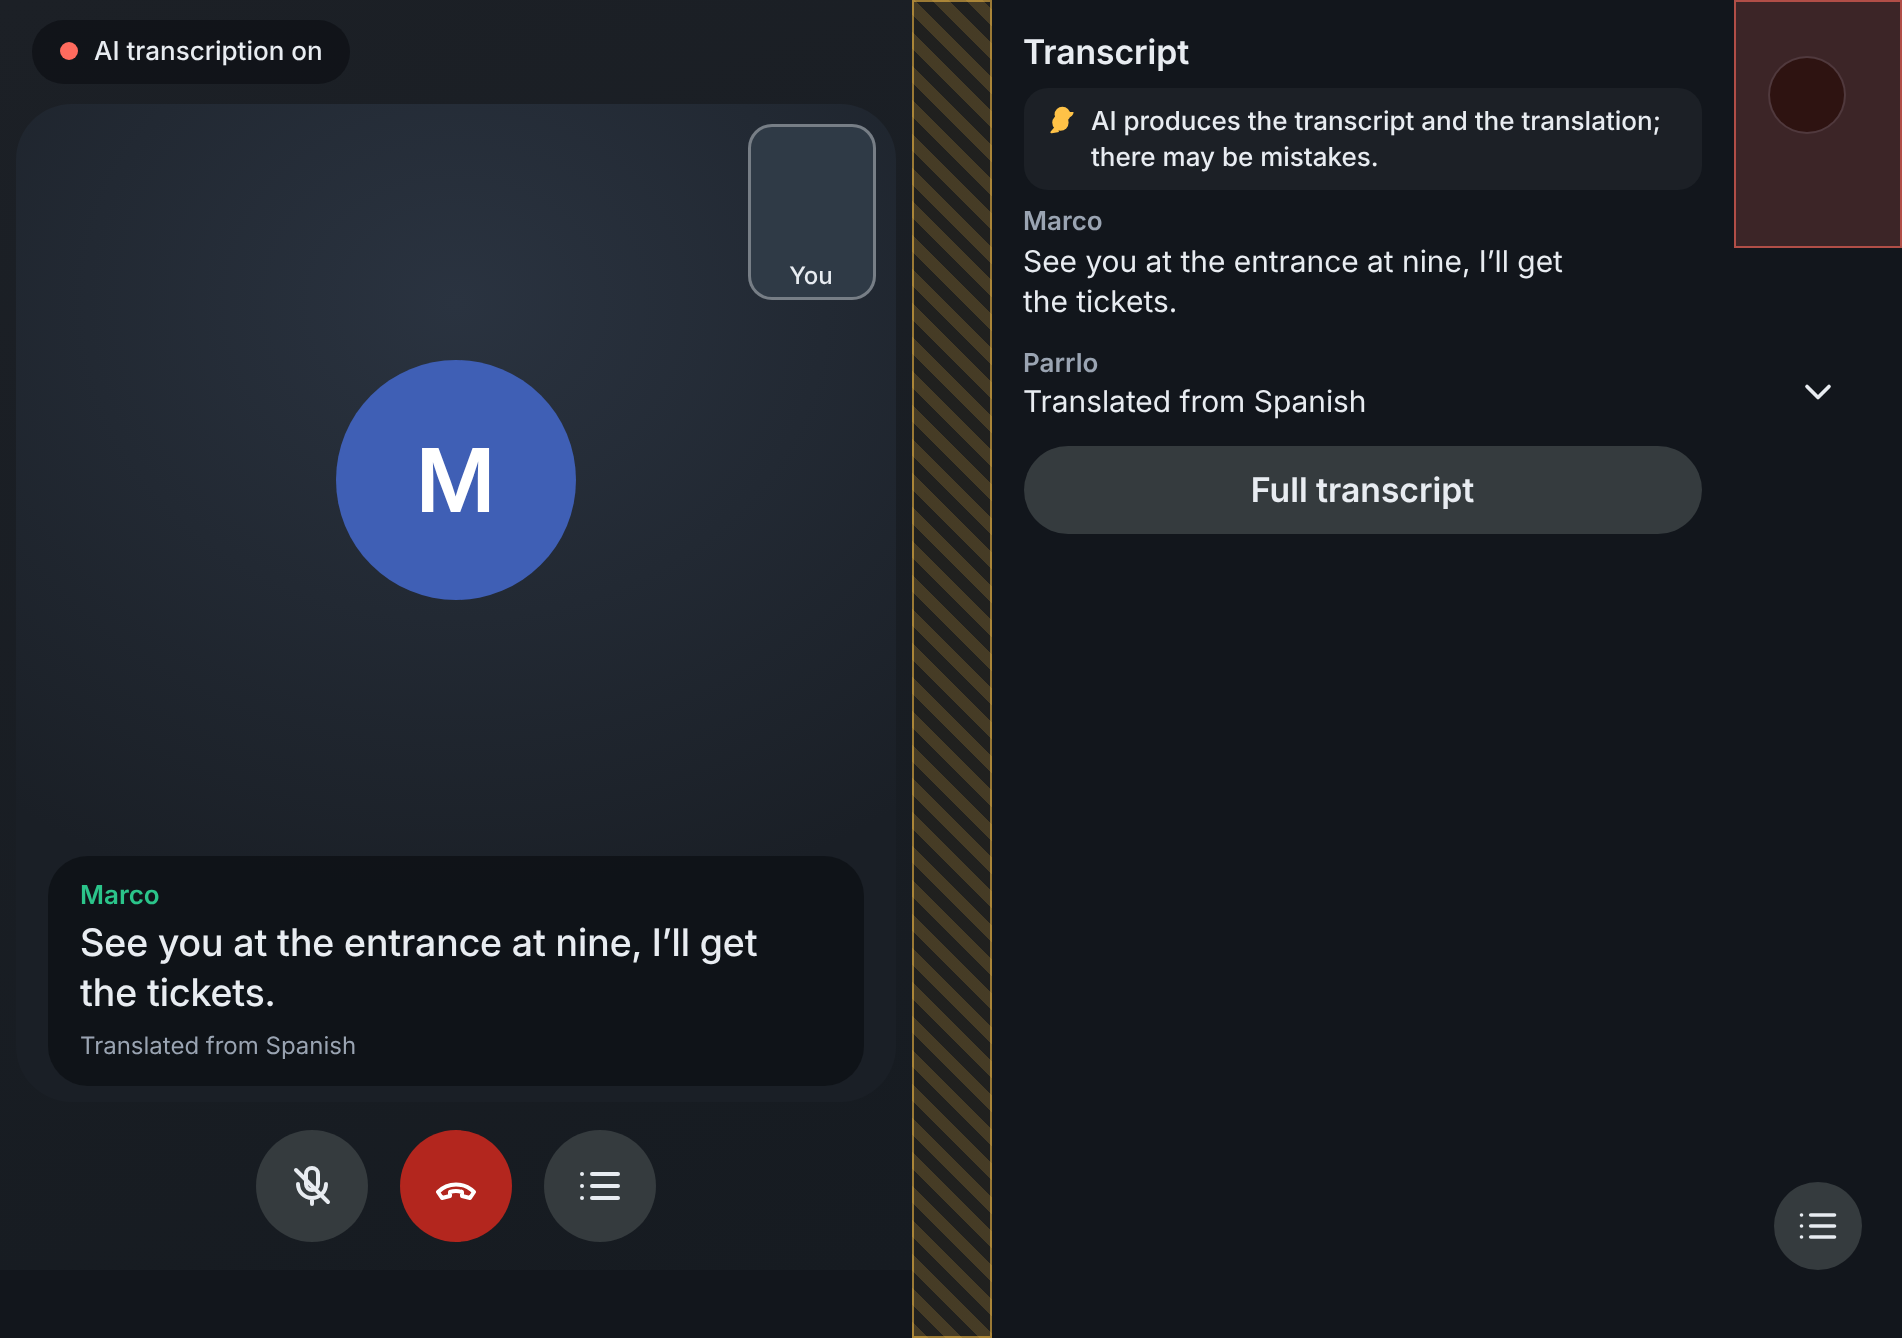 AI transcription on
You
M
Marco
See you at the entrance at nine, I’ll get
the tickets.
Translated from Spanish
Transcript
AI produces the transcript and the translation;
there may be mistakes.
Marco
See you at the entrance at nine, I’ll get
the tickets.
Parrlo
Translated from Spanish
Full transcript